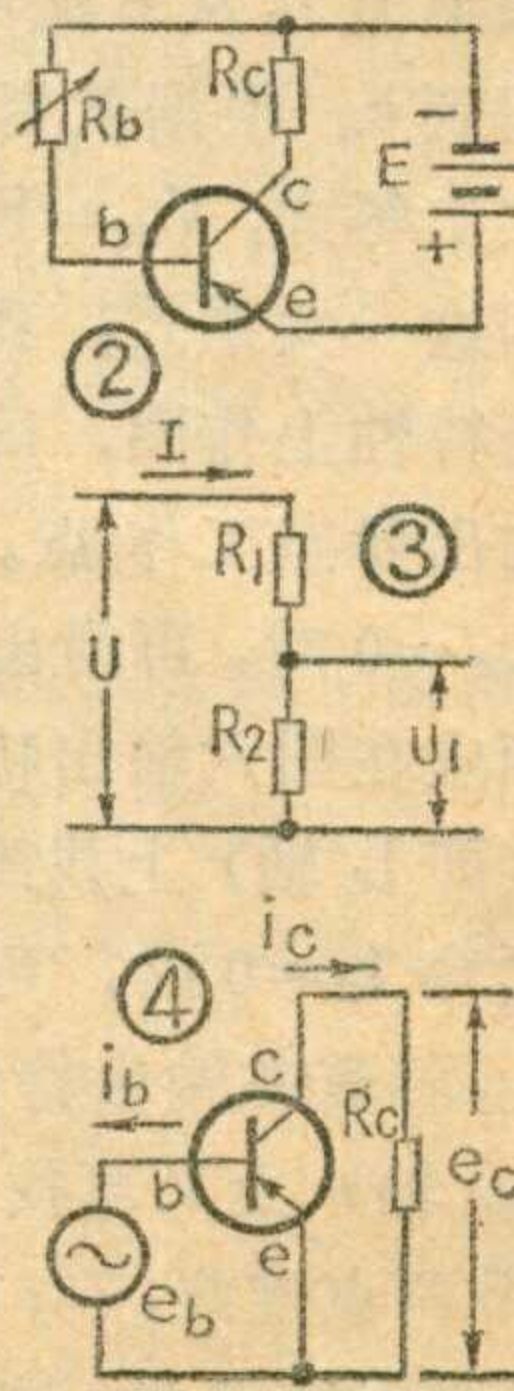 Rc
Rb
− E +
b c e
②
I
R1 ③
U
R2 U1
ic
④
ib c
Rc ec
b e
eb